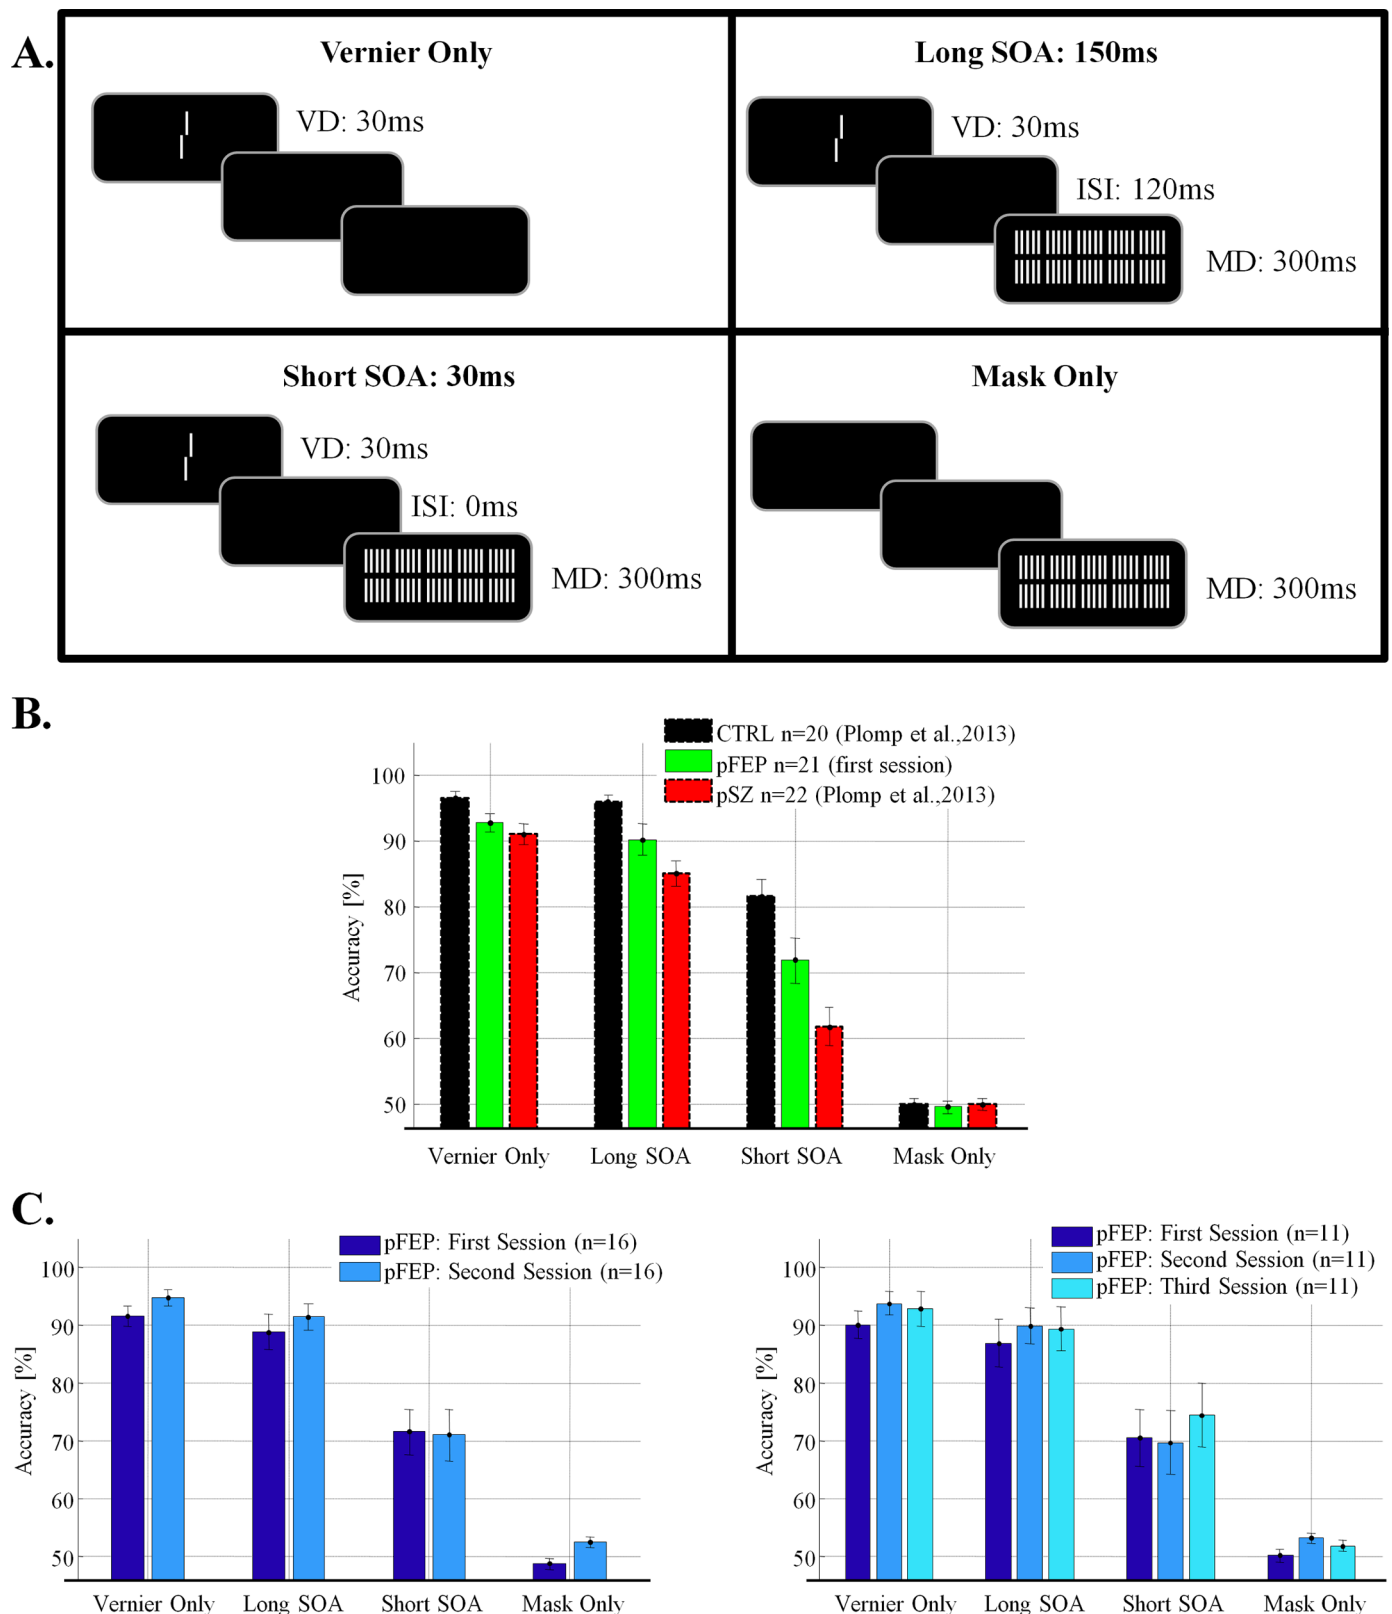 A.
Vernier Only
VD: 30ms
Long SOA: 150ms
VD: 30ms
ISI: 120ms
MD: 300ms
Short SOA: 30ms
VD: 30ms
ISI: 0ms
MD: 300ms
Mask Only
MD: 300ms
B.
CTRL n=20 (Plomp et al.,2013)
pFEP n=21 (first session)
pSZ n=22 (Plomp et al.,2013)
Accuracy [%]
100
90
80
70
60
50
Vernier Only Long SOA Short SOA Mask Only
C.
pFEP: First Session (n=16)
pFEP: Second Session (n=16)
Accuracy [%]
100
90
80
70
60
50
Vernier Only Long SOA Short SOA Mask Only
pFEP: First Session (n=11)
pFEP: Second Session (n=11)
pFEP: Third Session (n=11)
Accuracy [%]
100
90
80
70
60
50
Vernier Only Long SOA Short SOA Mask Only